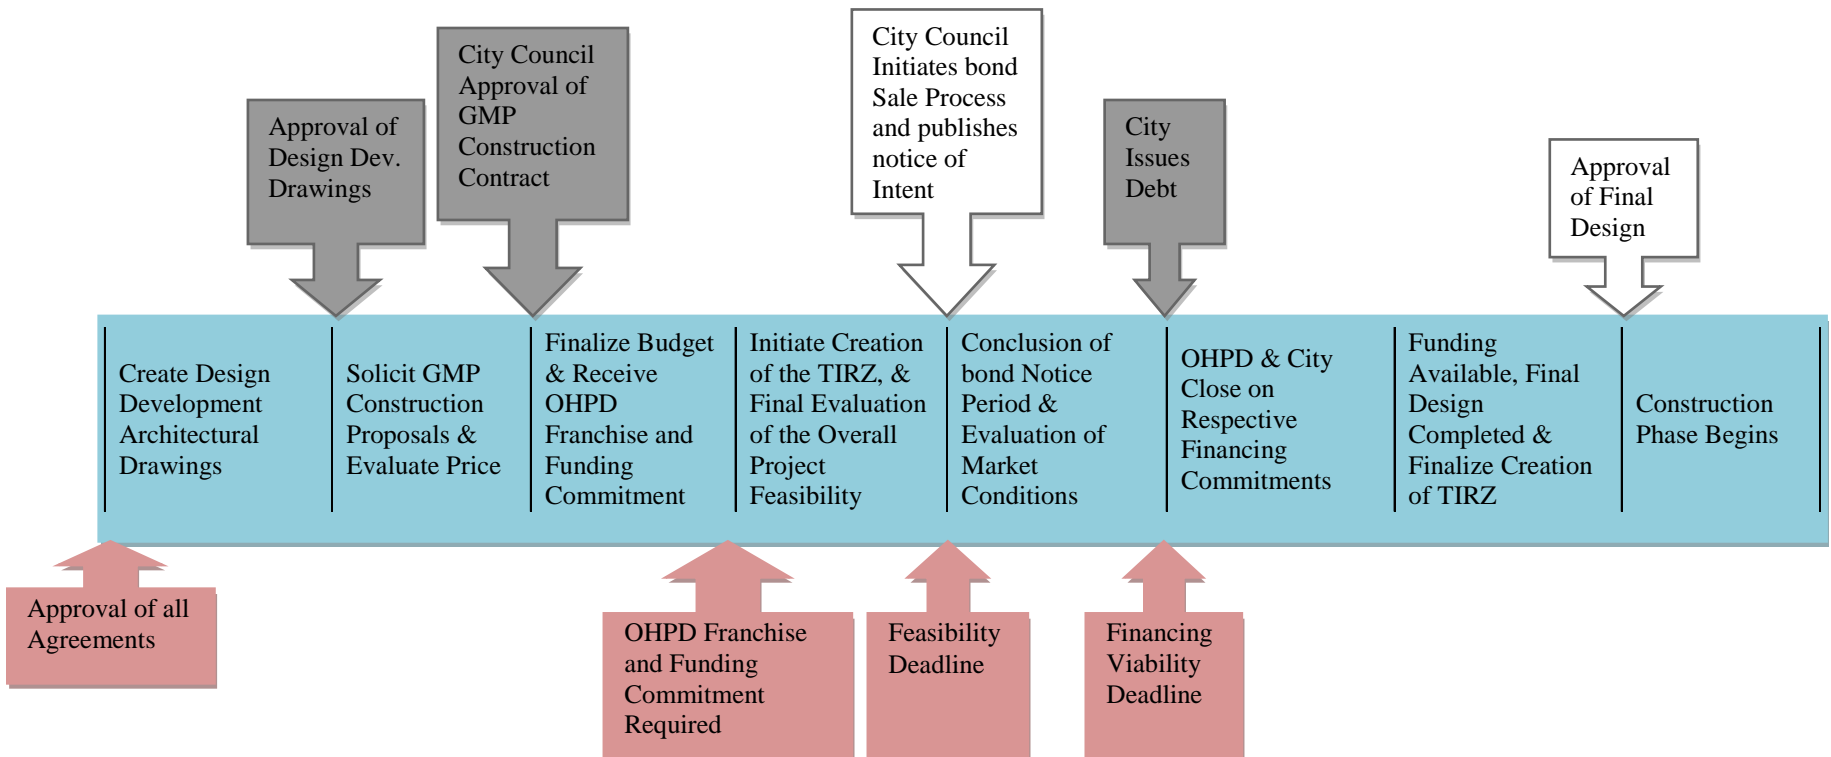 Approval of
Design Dev.
Drawings
City Council
Approval of
GMP
Construction
Contract
City Council
Initiates bond
Sale Process
and publishes
notice of
Intent
City
Issues
Debt
Approval
of Final
Design
Create Design
Development
Architectural
Drawings
Solicit GMP
Construction
Proposals &
Evaluate Price
Finalize Budget
& Receive
OHPD
Franchise and
Funding
Commitment
Initiate Creation
of the TIRZ, &
Final Evaluation
of the Overall
Project
Feasibility
Conclusion of
bond Notice
Period &
Evaluation of
Market
Conditions
OHPD & City
Close on
Respective
Financing
Commitments
Funding
Available, Final
Design
Completed &
Finalize Creation
of TIRZ
Construction
Phase Begins
Approval of all
Agreements
OHPD Franchise
and Funding
Commitment
Required
Feasibility
Deadline
Financing
Viability
Deadline